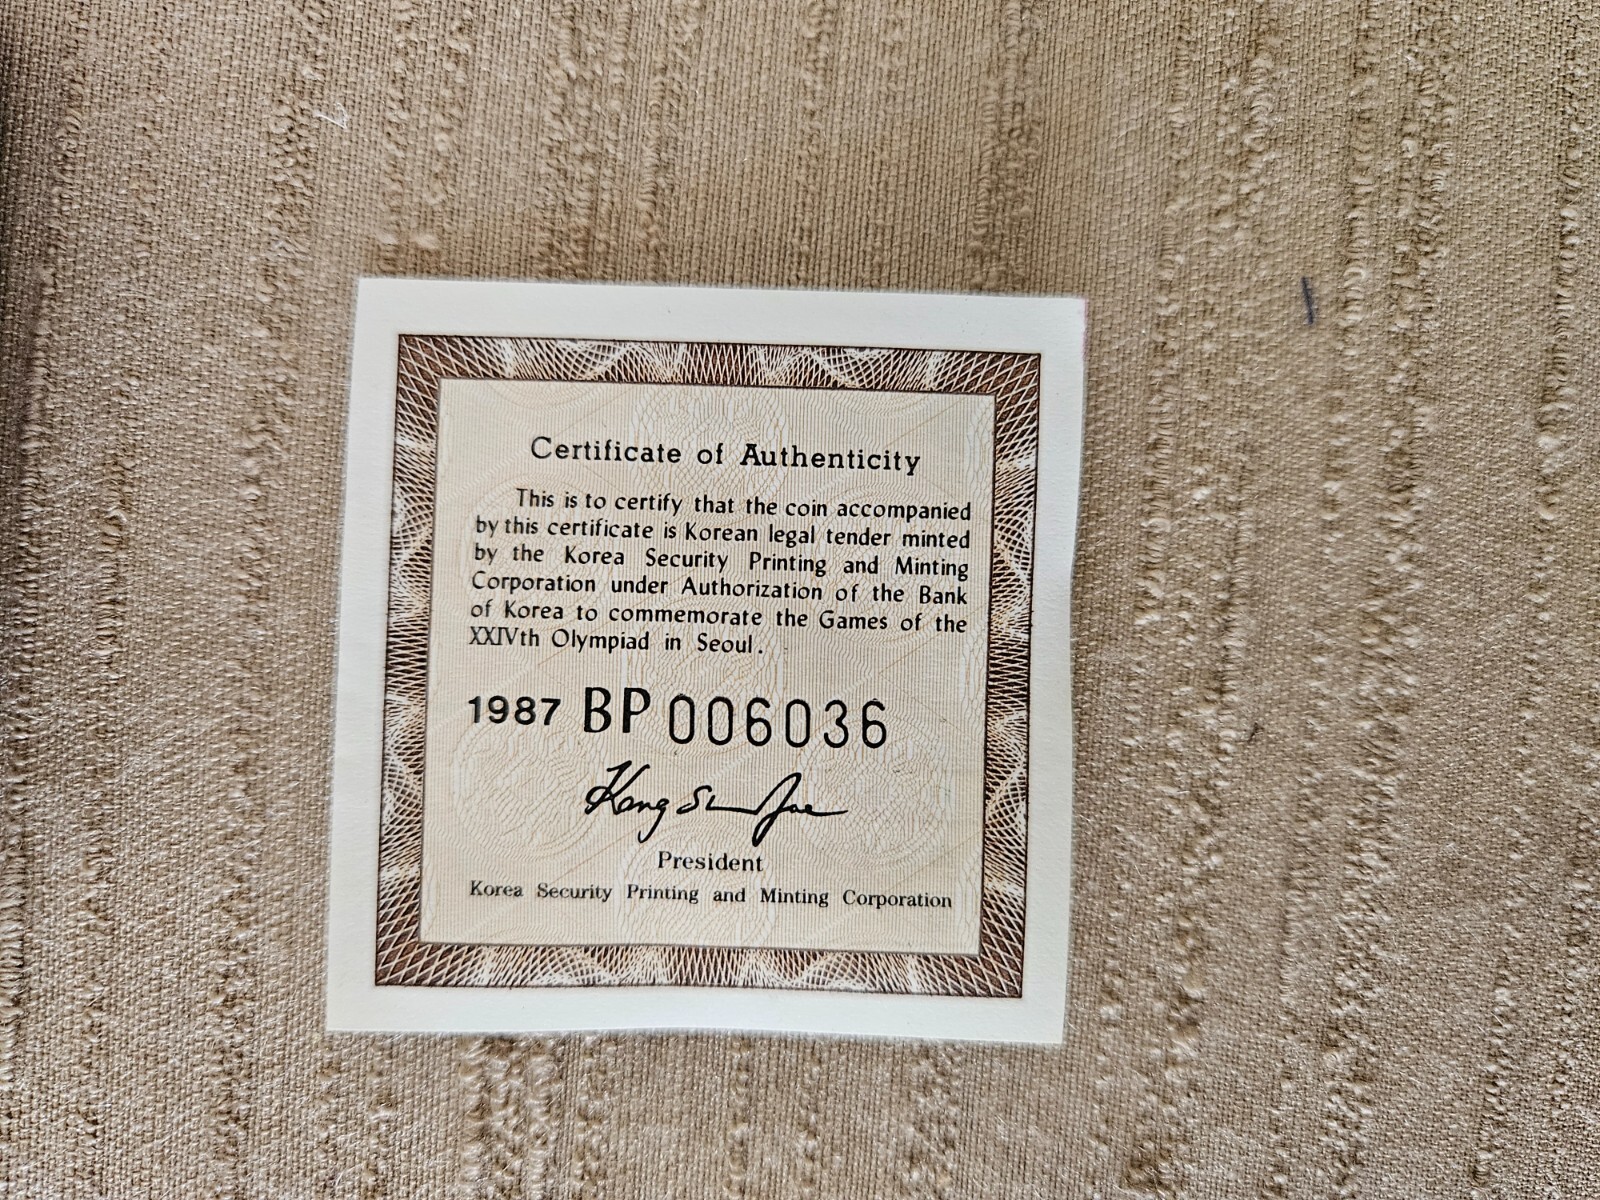 Certificate of Authenticity
This is to certify that the coin accompanied
by this certificate is Korean legal tender minted
by the Korea Security Printing and Minting
Corporation under Authorization of the Bank
of Korea to commemorate the Games of the
XXIVth Olympiad in Seoul.
1987 BP 006036
President
Korea Security Printing and Minting Corporation